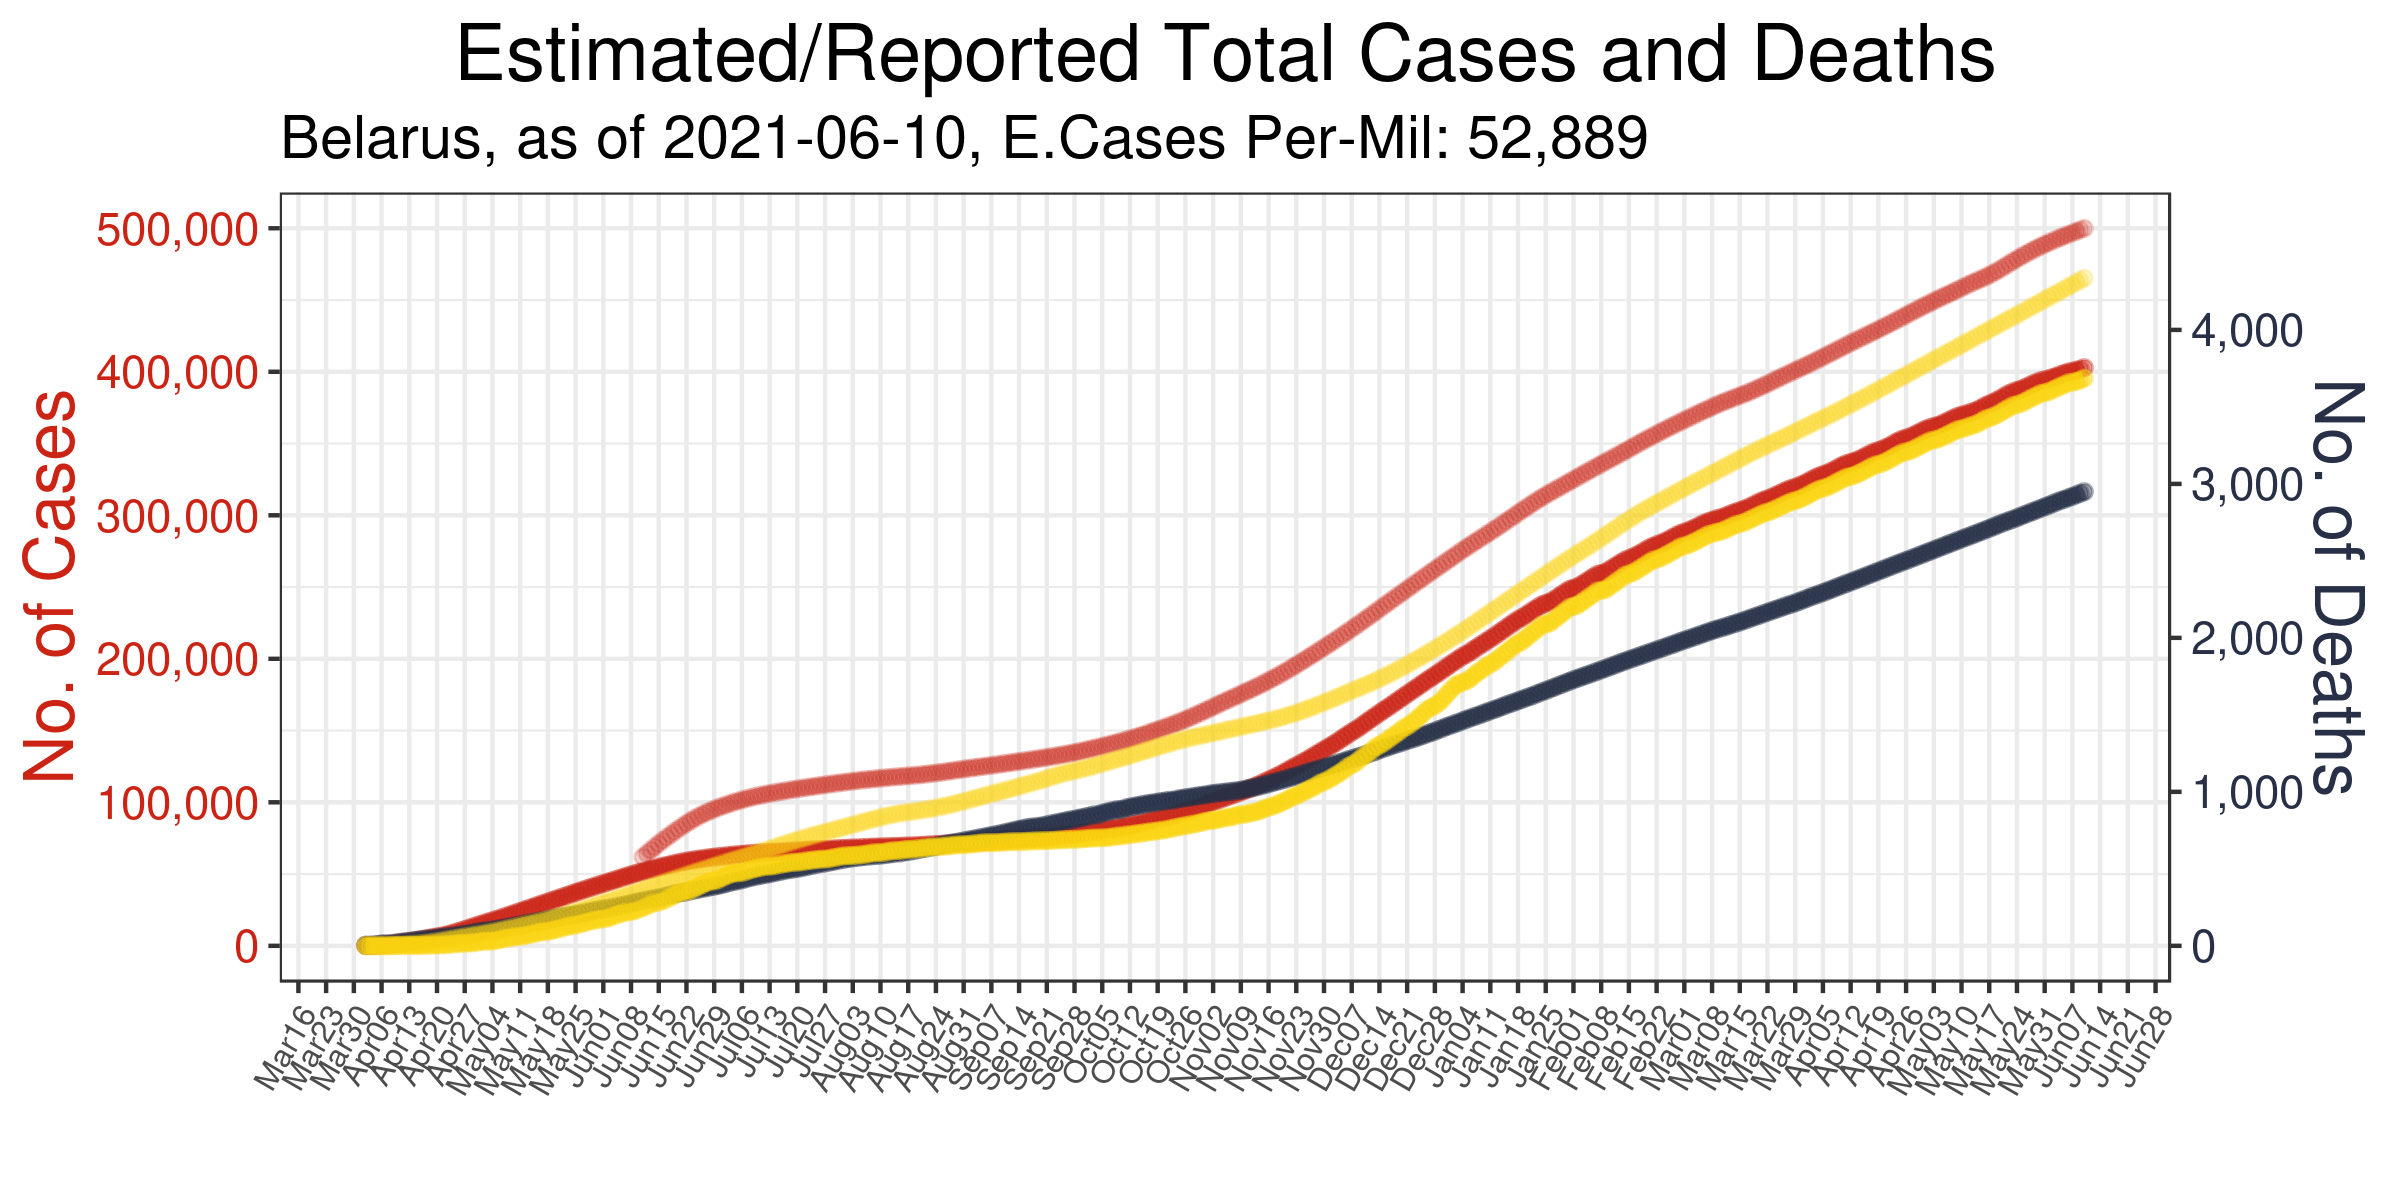 Estimated/Reported Total Cases and Deaths
Belarus, as of 2021-06-10, E.Cases Per-Mil: 52,889
No. of Cases
500,000
400,000
300,000
200,000
100,000
0
4,000
3,000
2,000
1,000
0
No. of Deaths
Mar16
Mar23
Mar30
Apr06
Apr13
Apr20
Apr27
May04
May11
May18
May25
Jun01
Jun08
Jun15
Jun22
Jun29
Jul06
Jul13
Jul20
Jul27
Aug03
Aug10
Aug17
Aug24
Aug31
Sep07
Sep14
Sep21
Sep28
Oct05
Oct12
Oct19
Oct26
Nov02
Nov09
Nov16
Nov23
Nov30
Dec07
Dec14
Dec21
Dec28
Jan04
Jan11
Jan18
Jan25
Feb01
Feb08
Feb15
Feb22
Mar01
Mar08
Mar15
Mar22
Mar29
Apr05
Apr12
Apr19
Apr26
May03
May10
May17
May24
May31
Jun07
Jun14
Jun21
Jun28